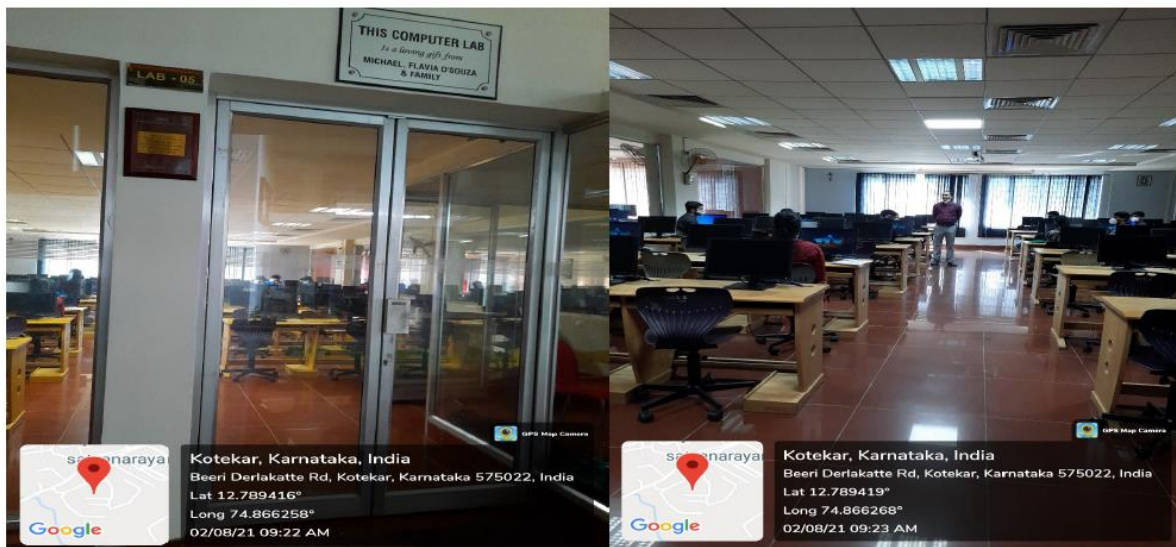 THIS COMPUTER LAB
Is a loving gift from
MICHAEL, FLAVIA D'SOUZA
& FAMILY
LAB - 05
GPS Map Camera
Google
Kotekar, Karnataka, India
Beeri Derlakatte Rd, Kotekar, Karnataka 575022, India
Lat 12.789416°
Long 74.866258°
02/08/21 09:22 AM
GPS Map Camera
Google
Kotekar, Karnataka, India
Beeri Derlakatte Rd, Kotekar, Karnataka 575022, India
Lat 12.789419°
Long 74.866268°
02/08/21 09:23 AM